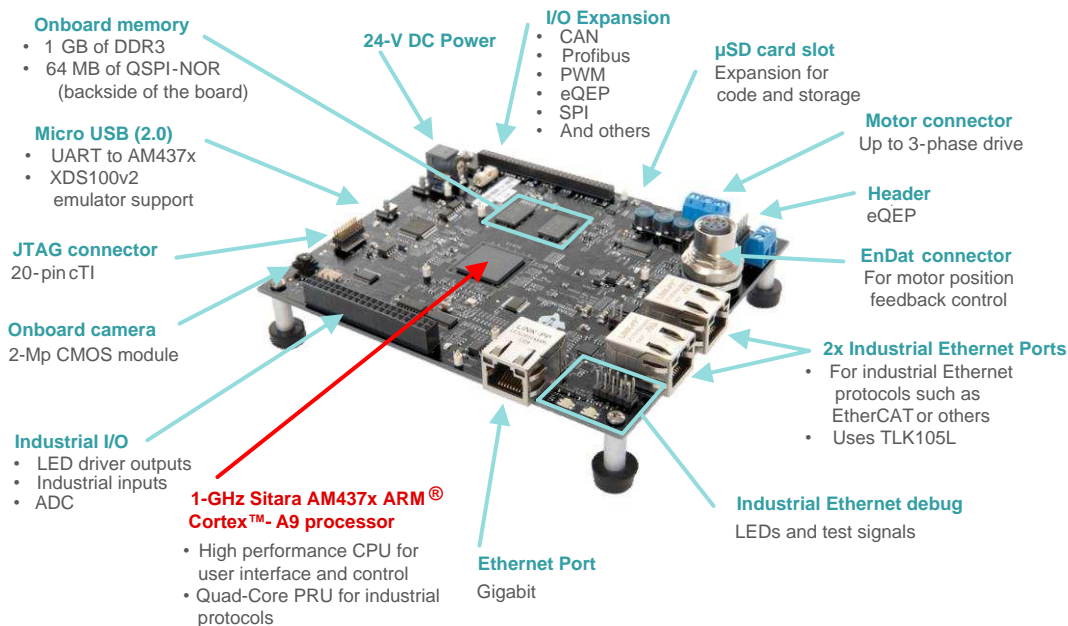 Onboard memory
• 1 GB of DDR3
• 64 MB of QSPI-NOR
(backside of the board)
24-V DC Power
I/O Expansion
• CAN
• Profibus
• PWM
• eQEP
• SPI
• And others
µSD card slot
Expansion for
code and storage
Micro USB (2.0)
• UART to AM437x
• XDS100v2
emulator support
Motor connector
Up to 3-phase drive
Header
eQEP
JTAG connector
20-pin cTI
EnDat connector
For motor position
feedback control
Onboard camera
2-Mp CMOS module
LINK-PP
2x Industrial Ethernet Ports
• For industrial Ethernet
protocols such as
EtherCAT or others
• Uses TLK105L
Industrial I/O
• LED driver outputs
• Industrial inputs
• ADC
1-GHz Sitara AM437x ARM®
Cortex™- A9 processor
• High performance CPU for
user interface and control
• Quad-Core PRU for industrial
protocols
Ethernet Port
Gigabit
Industrial Ethernet debug
LEDs and test signals